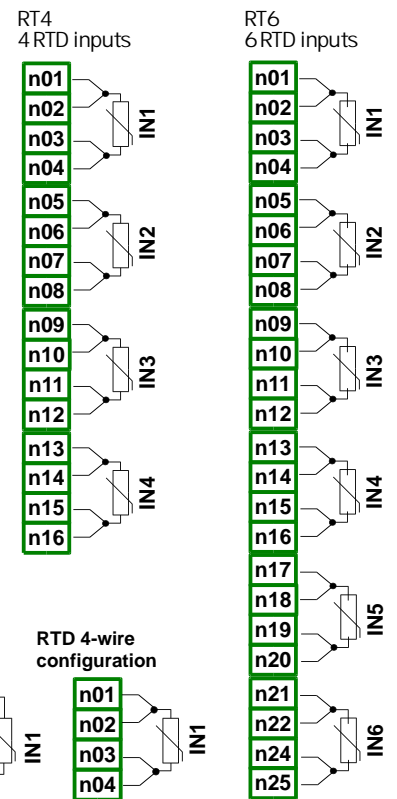 RT4
4 RTD inputs
n01
n02
n03
n04
IN1
n05
n06
n07
n08
IN2
n09
n10
n11
n12
IN3
n13
n14
n15
n16
IN4
RT6
6 RTD inputs
n01
n02
n03
n04
IN1
n05
n06
n07
n08
IN2
n09
n10
n11
n12
IN3
n13
n14
n15
n16
IN4
n17
n18
n19
n20
IN5
n21
n22
n24
n25
IN6
IN1
RTD 4-wire
configuration
n01
n02
n03
n04
IN1